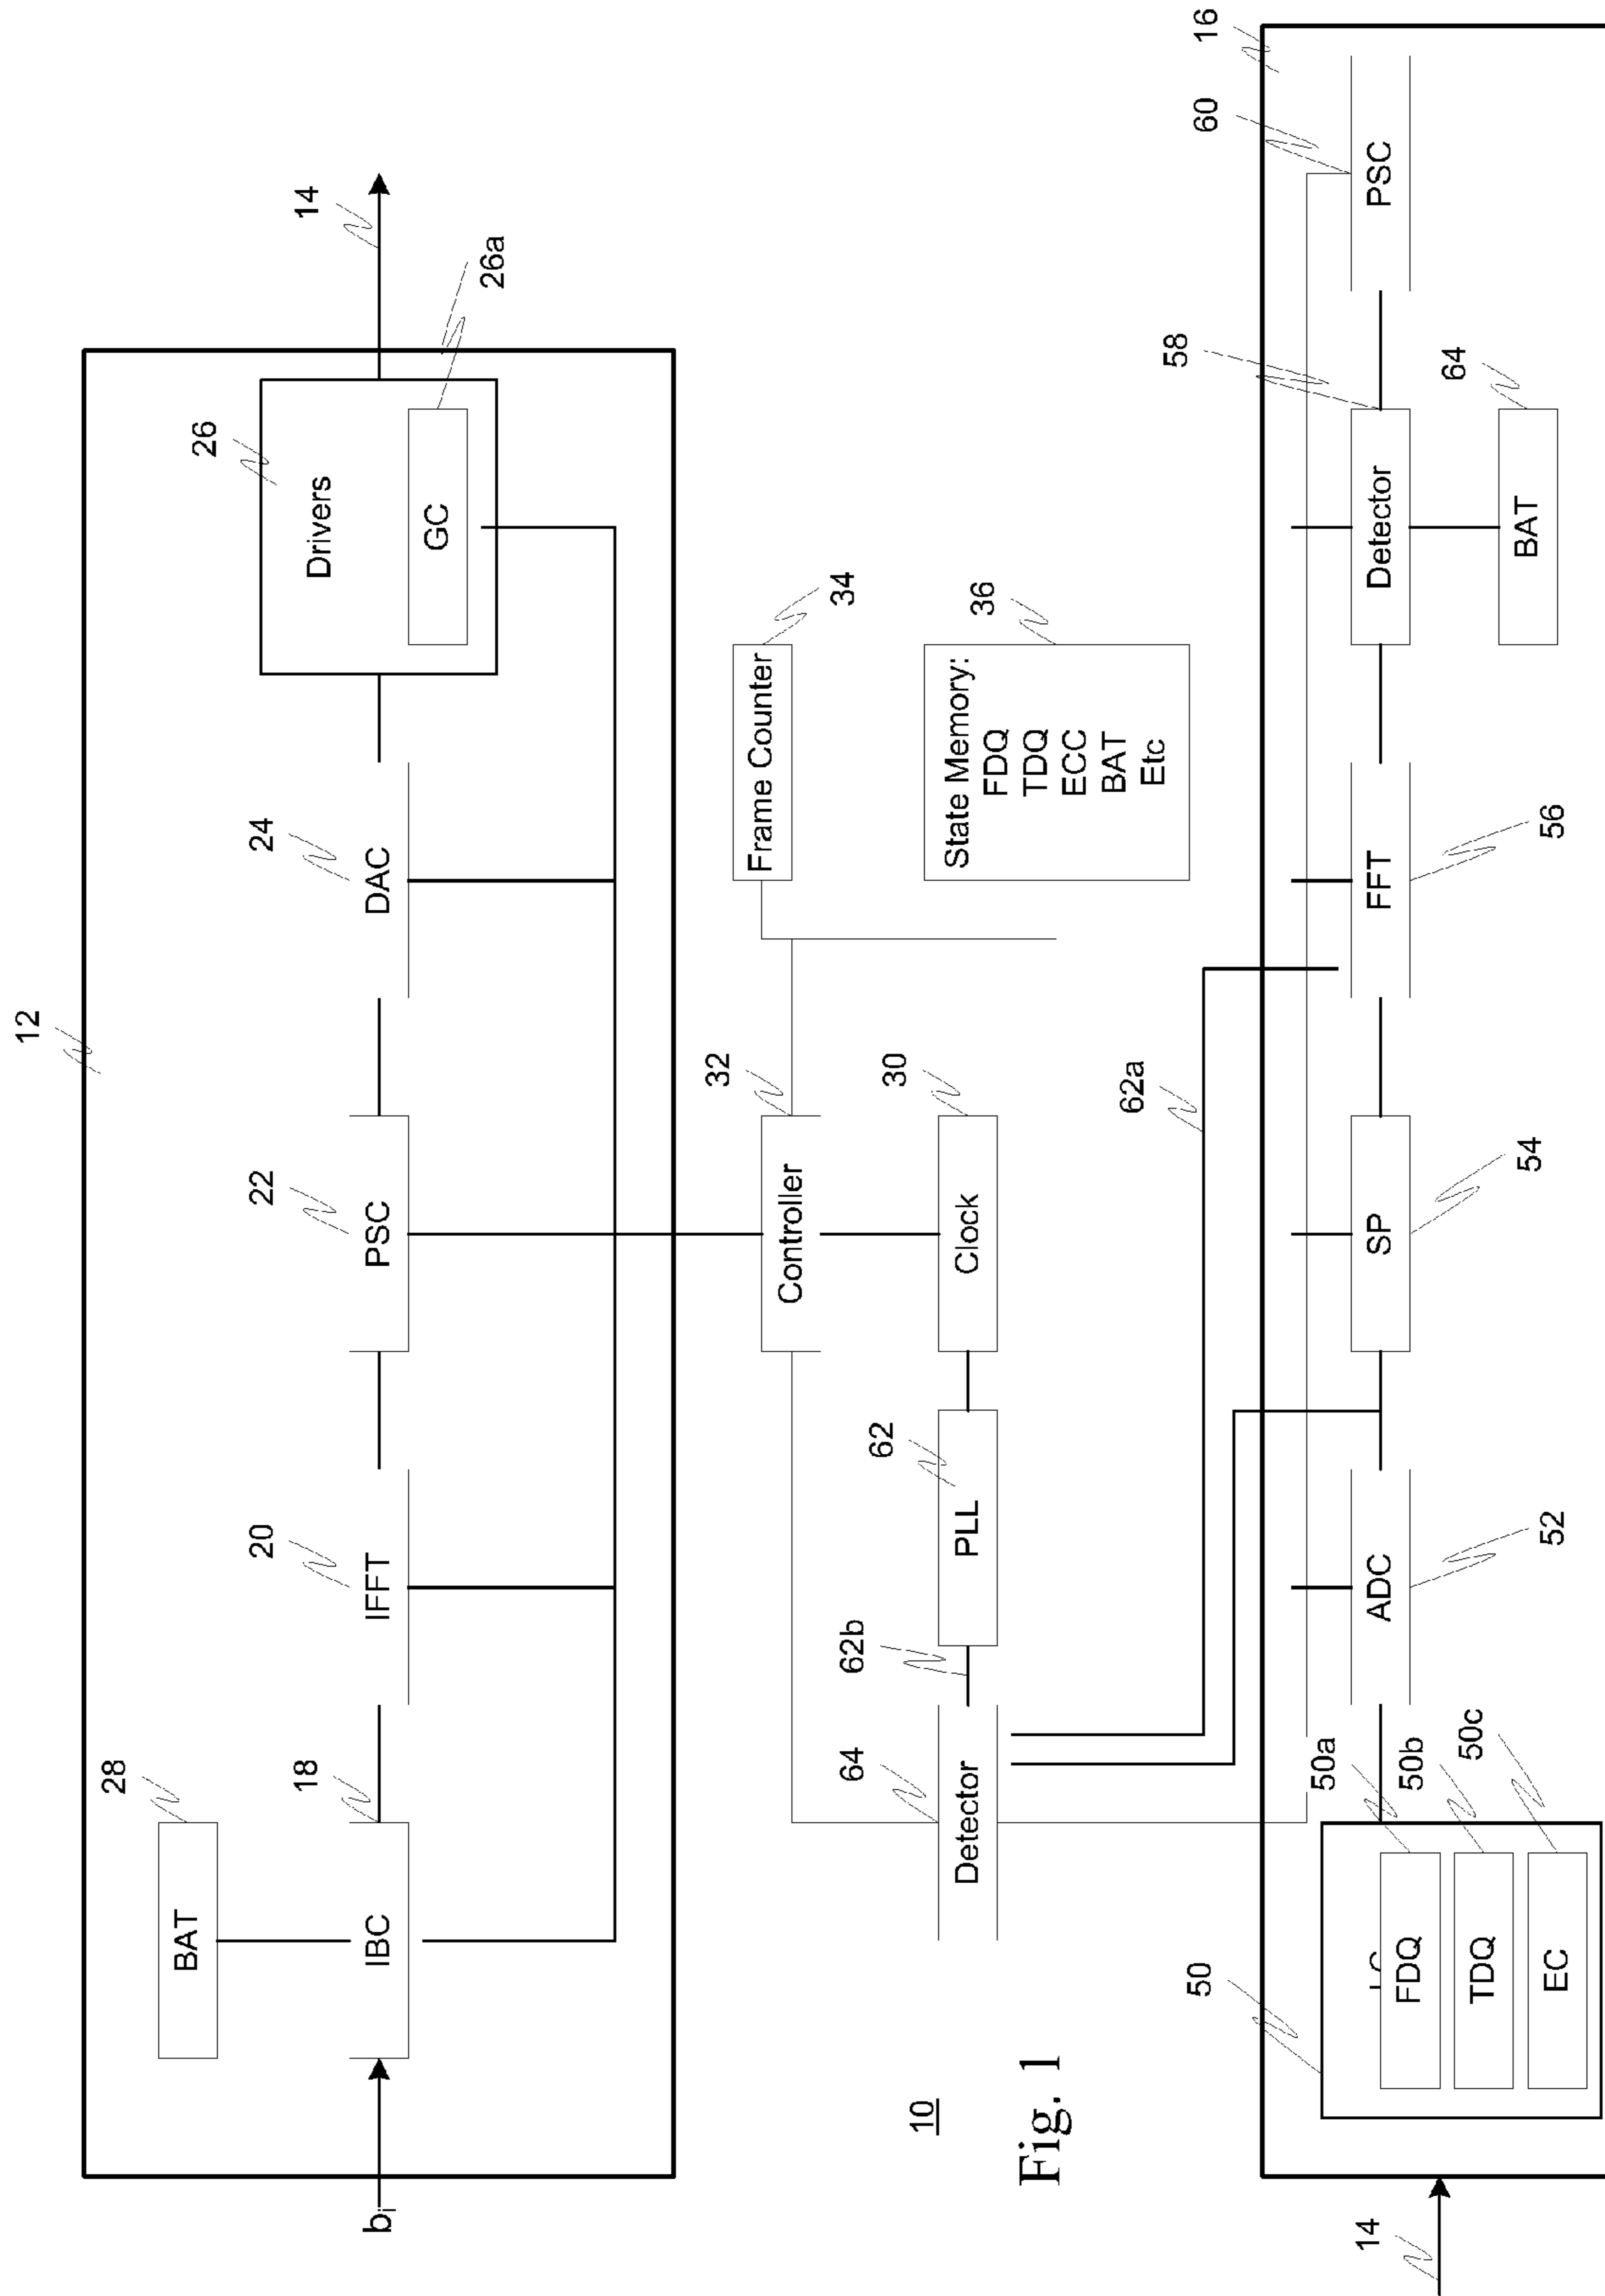 12
28
BAT
18
20
22
24
26
14
b<sub>i</sub>
IBC
IFFT
PSC
DAC
Drivers
GC
26a
32
Controller
34
Frame Counter
64
Detector
62b
62
PLL
30
Clock
36
State Memory:
FDQ
TDQ
ECC
BAT
Etc
10
Fig. 1
62a
16
14
50
50a
FDQ
50b
TDQ
50c
EC
ADC
52
SP
54
FFT
56
58
Detector
60
PSC
64
BAT